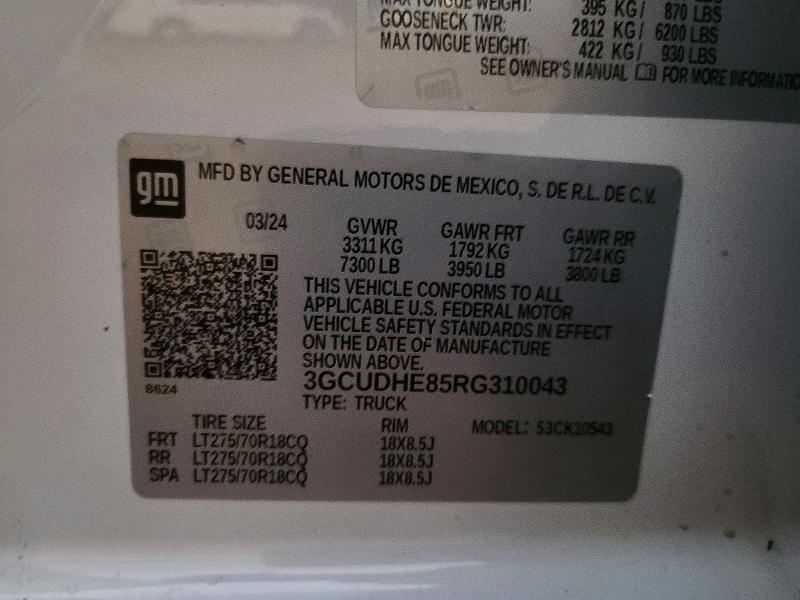 MAX TONGUE WEIGHT: 395 KG/ 870 LBS
GOOSENECK TWR: 2812 KG/ 6200 LBS
MAX TONGUE WEIGHT: 422 KG/ 930 LBS
SEE OWNER'S MANUAL FOR MORE INFORMATIO
gm
MFD BY GENERAL MOTORS DE MEXICO, S. DE R.L. DE C.V.
03/24 GVWR GAWR FRT GAWR RR
3311 KG 1792 KG 1724 KG
7300 LB 3950 LB 3800 LB
THIS VEHICLE CONFORMS TO ALL
APPLICABLE U.S. FEDERAL MOTOR
VEHICLE SAFETY STANDARDS IN EFFECT
ON THE DATE OF MANUFACTURE
SHOWN ABOVE.
8624
3GCUDHE85RG310043
TYPE: TRUCK
TIRE SIZE RIM MODEL: 53CK10543
FRT LT275/70R18CQ 18X8.5J
RR LT275/70R18CQ 18X8.5J
SPA LT275/70R18CQ 18X8.5J